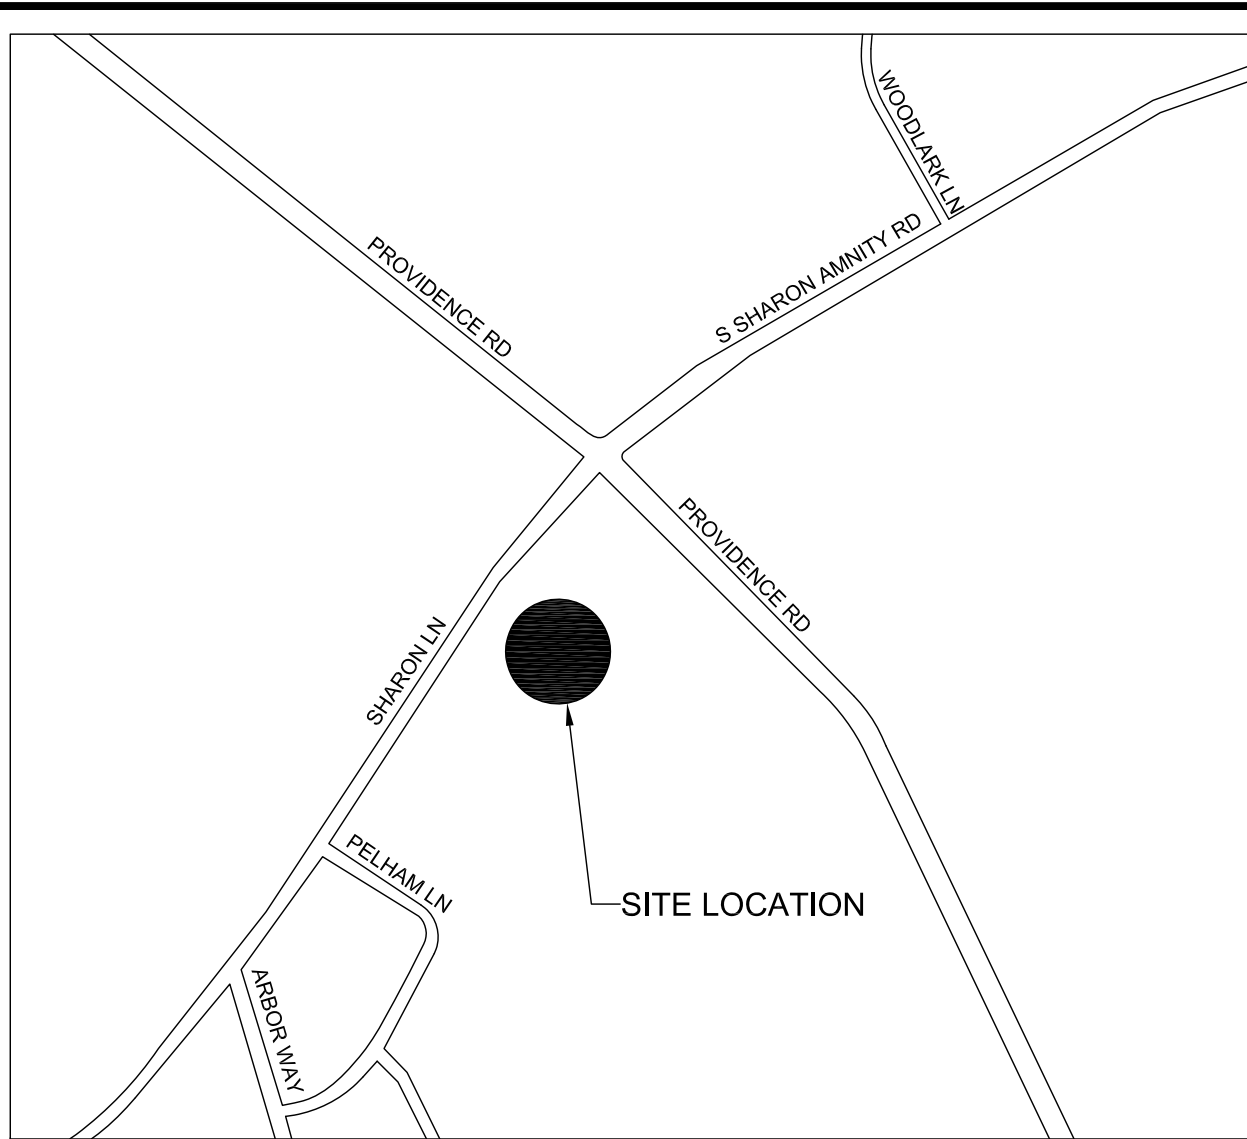 WOODLARK LN
S SHARON AMNITY RD
PROVIDENCE RD
PROVIDENCE RD
SHARON LN
PELHAM LN
SITE LOCATION
ARBOR WAY